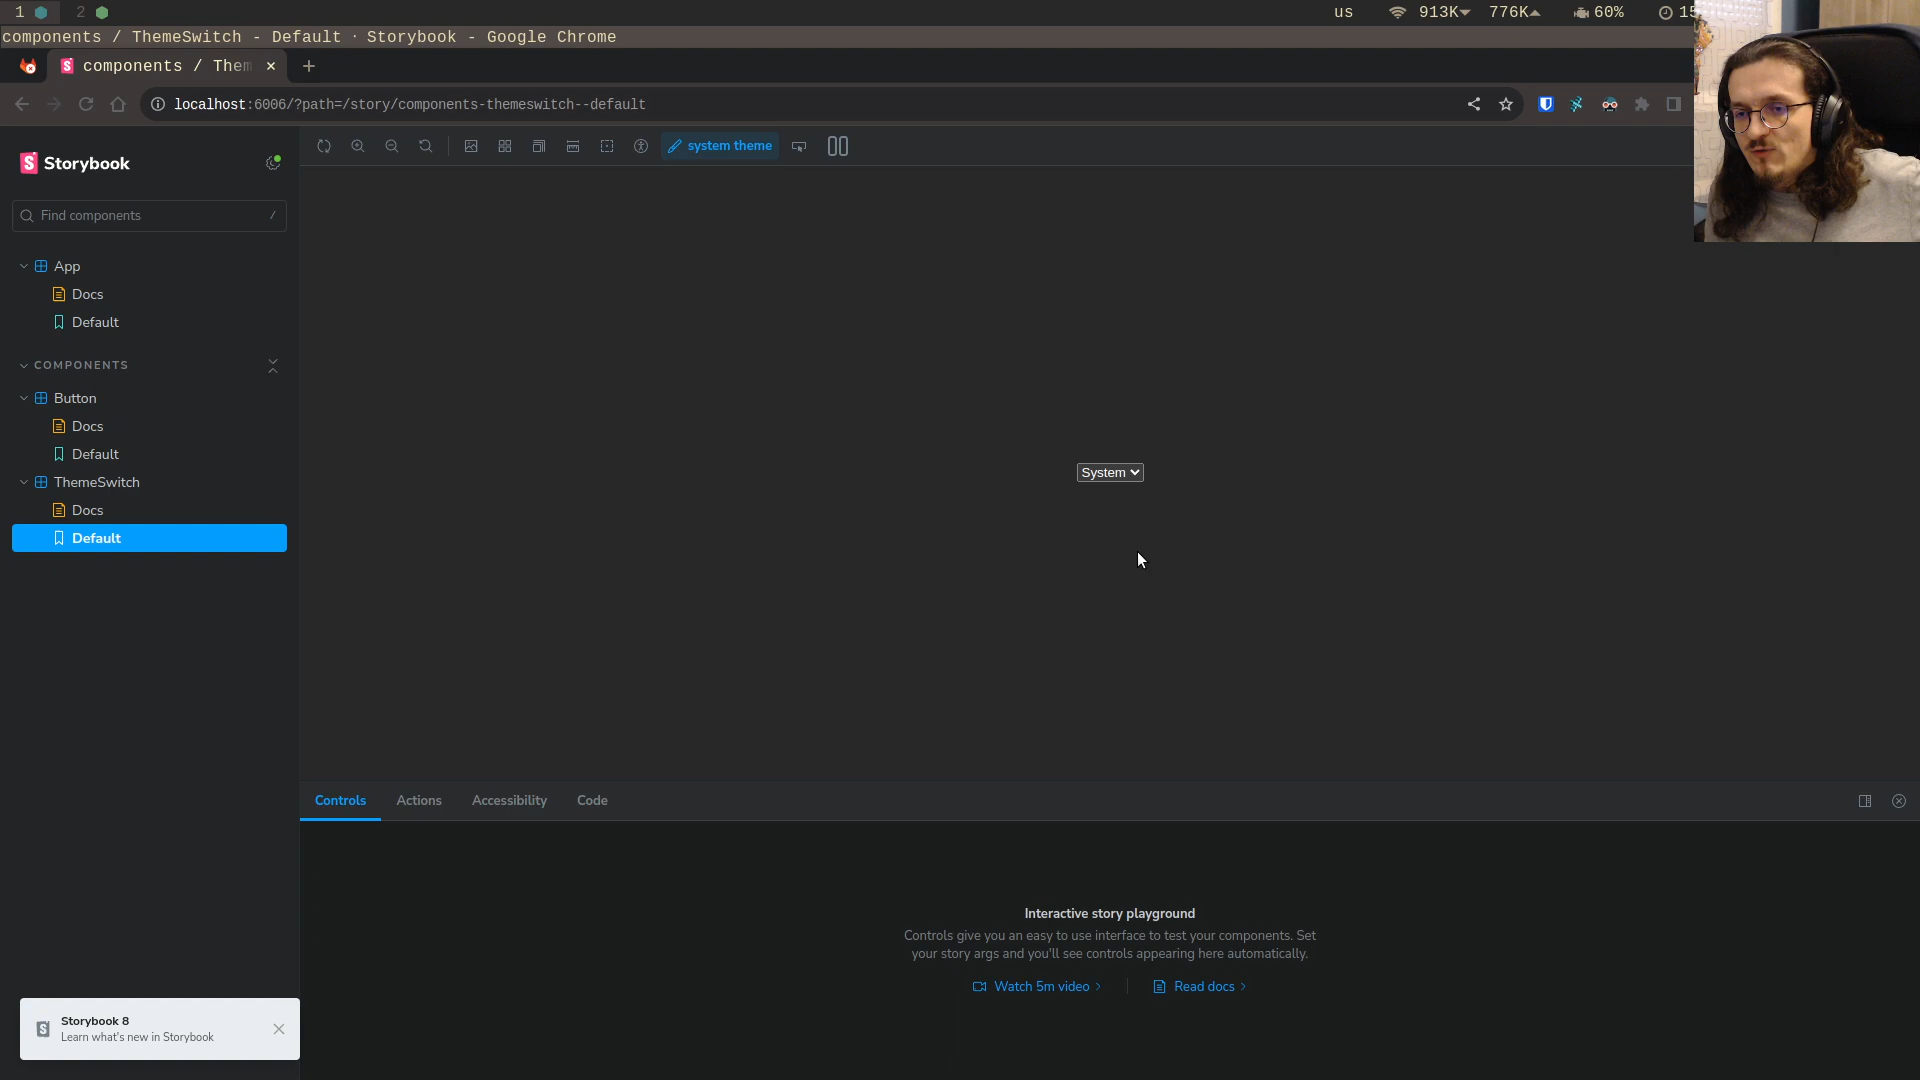 1 2 us 913K 776K 60% 15
components / ThemeSwitch - Default · Storybook - Google Chrome
components / Them
localhost:6006/?path=/story/components-themeswitch--default
system theme
Storybook
Find components /
App
Docs
Default
COMPONENTS
Button
Docs
Default
ThemeSwitch
Docs
Default
System
Controls Actions Accessibility Code
Interactive story playground
Controls give you an easy to use interface to test your components. Set
your story args and you'll see controls appearing here automatically.
Watch 5m video Read docs
Storybook 8
Learn what's new in Storybook